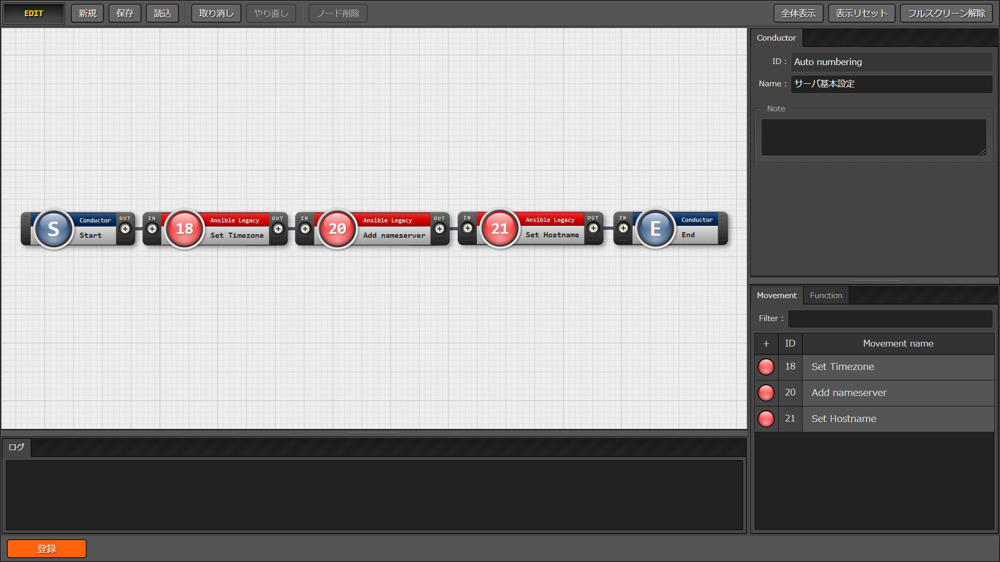 EDIT 新規 保存 読込 取り消し やり直し ノード削除 全体表示 表示リセット フルスクリーン解除
Conductor
ID : Auto numbering
Name : サーバ基本設定
Note
S Conductor Start OUT
IN 18 Ansible Legacy Set Timezone OUT
IN 20 Ansible Legacy Add nameserver OUT
IN 21 Ansible Legacy Set Hostname OUT
IN E Conductor End
Movement Function
Filter :
+ ID Movement name
18 Set Timezone
20 Add nameserver
21 Set Hostname
ログ
登録